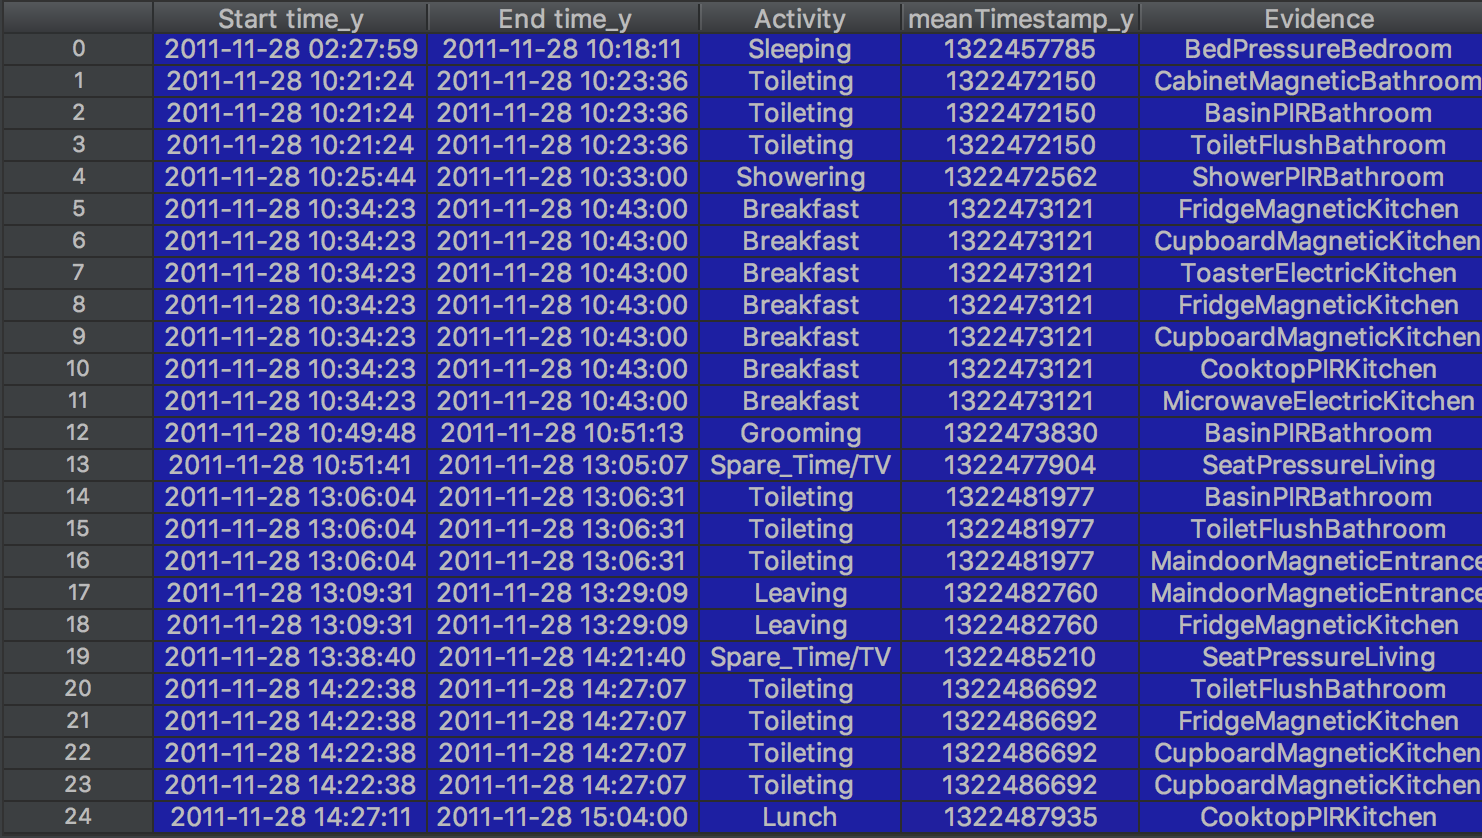 Start time_y End time_y Activity meanTimestamp_y Evidence
0 2011-11-28 02:27:59 2011-11-28 10:18:11 Sleeping 1322457785 BedPressureBedroom
1 2011-11-28 10:21:24 2011-11-28 10:23:36 Toileting 1322472150 CabinetMagneticBathroom
2 2011-11-28 10:21:24 2011-11-28 10:23:36 Toileting 1322472150 BasinPIRBathroom
3 2011-11-28 10:21:24 2011-11-28 10:23:36 Toileting 1322472150 ToiletFlushBathroom
4 2011-11-28 10:25:44 2011-11-28 10:33:00 Showering 1322472562 ShowerPIRBathroom
5 2011-11-28 10:34:23 2011-11-28 10:43:00 Breakfast 1322473121 FridgeMagneticKitchen
6 2011-11-28 10:34:23 2011-11-28 10:43:00 Breakfast 1322473121 CupboardMagneticKitchen
7 2011-11-28 10:34:23 2011-11-28 10:43:00 Breakfast 1322473121 ToasterElectricKitchen
8 2011-11-28 10:34:23 2011-11-28 10:43:00 Breakfast 1322473121 FridgeMagneticKitchen
9 2011-11-28 10:34:23 2011-11-28 10:43:00 Breakfast 1322473121 CupboardMagneticKitchen
10 2011-11-28 10:34:23 2011-11-28 10:43:00 Breakfast 1322473121 CooktopPIRKitchen
11 2011-11-28 10:34:23 2011-11-28 10:43:00 Breakfast 1322473121 MicrowaveElectricKitchen
12 2011-11-28 10:49:48 2011-11-28 10:51:13 Grooming 1322473830 BasinPIRBathroom
13 2011-11-28 10:51:41 2011-11-28 13:05:07 Spare_Time/TV 1322477904 SeatPressureLiving
14 2011-11-28 13:06:04 2011-11-28 13:06:31 Toileting 1322481977 BasinPIRBathroom
15 2011-11-28 13:06:04 2011-11-28 13:06:31 Toileting 1322481977 ToiletFlushBathroom
16 2011-11-28 13:06:04 2011-11-28 13:06:31 Toileting 1322481977 MaindoorMagneticEntrance
17 2011-11-28 13:09:31 2011-11-28 13:29:09 Leaving 1322482760 MaindoorMagneticEntrance
18 2011-11-28 13:09:31 2011-11-28 13:29:09 Leaving 1322482760 FridgeMagneticKitchen
19 2011-11-28 13:38:40 2011-11-28 14:21:40 Spare_Time/TV 1322485210 SeatPressureLiving
20 2011-11-28 14:22:38 2011-11-28 14:27:07 Toileting 1322486692 ToiletFlushBathroom
21 2011-11-28 14:22:38 2011-11-28 14:27:07 Toileting 1322486692 FridgeMagneticKitchen
22 2011-11-28 14:22:38 2011-11-28 14:27:07 Toileting 1322486692 CupboardMagneticKitchen
23 2011-11-28 14:22:38 2011-11-28 14:27:07 Toileting 1322486692 CupboardMagneticKitchen
24 2011-11-28 14:27:11 2011-11-28 15:04:00 Lunch 1322487935 CooktopPIRKitchen